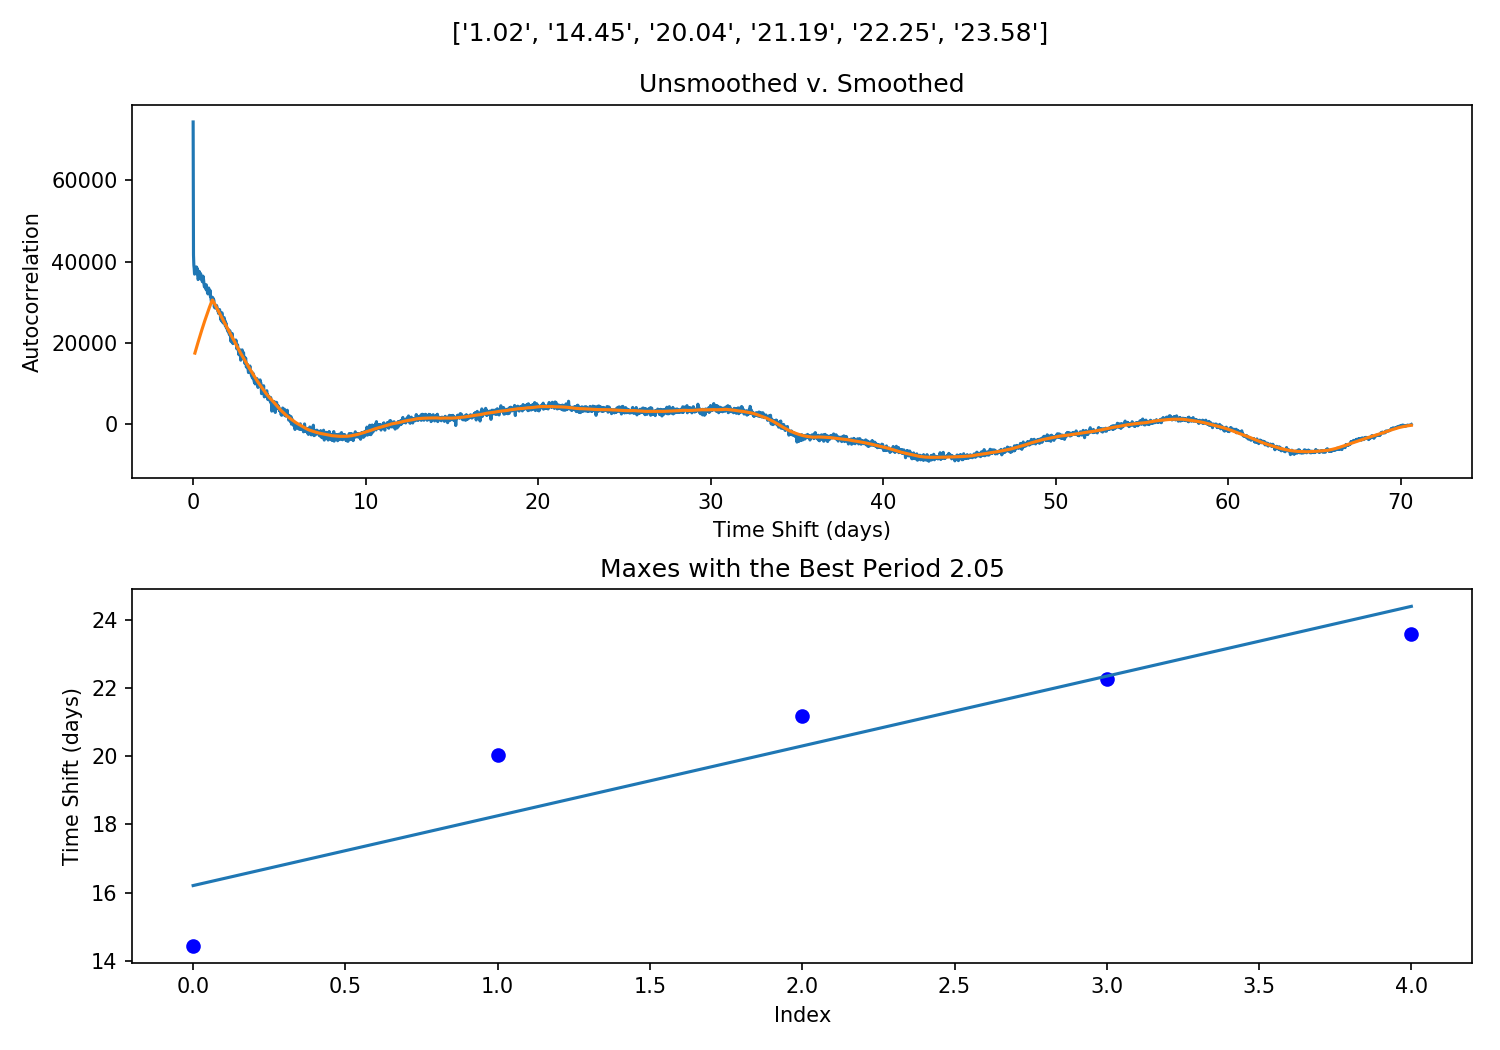 ['1.02', '14.45', '20.04', '21.19', '22.25', '23.58']
Unsmoothed v. Smoothed
Autocorrelation
60000
40000
20000
0
0 10 20 30 40 50 60 70
Time Shift (days)
Maxes with the Best Period 2.05
Time Shift (days)
24
22
20
18
16
14
0.0 0.5 1.0 1.5 2.0 2.5 3.0 3.5 4.0
Index